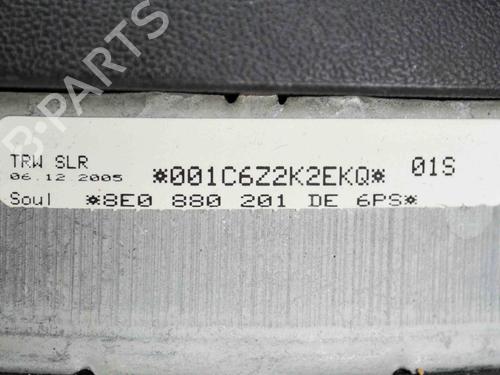 B-PARTS
TRW SLR
06.12.2005 *001C6Z2K2EKQ* 01S
Soul *8E0 880 201 DE 6PS*